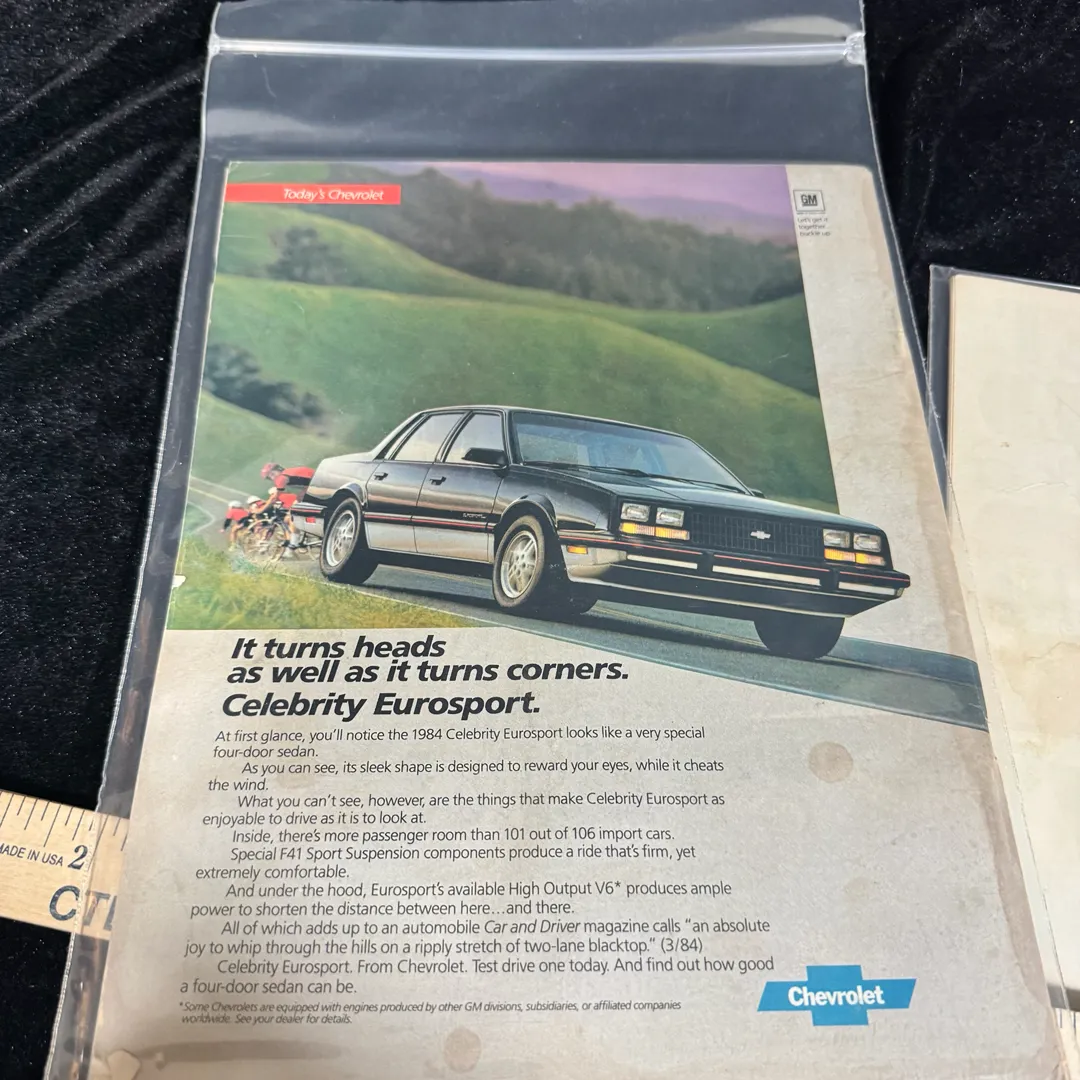 Today's Chevrolet
GM
Let's get it
together...
buckle up.
It turns heads
as well as it turns corners.
Celebrity Eurosport.
At first glance, you'll notice the 1984 Celebrity Eurosport looks like a very special
four-door sedan.
As you can see, its sleek shape is designed to reward your eyes, while it cheats
the wind.
What you can't see, however, are the things that make Celebrity Eurosport as
enjoyable to drive as it is to look at.
Inside, there's more passenger room than 101 out of 106 import cars.
Special F41 Sport Suspension components produce a ride that's firm, yet
extremely comfortable.
And under the hood, Eurosport's available High Output V6* produces ample
power to shorten the distance between here...and there.
All of which adds up to an automobile Car and Driver magazine calls "an absolute
joy to whip through the hills on a ripply stretch of two-lane blacktop." (3/84)
Celebrity Eurosport. From Chevrolet. Test drive one today. And find out how good
a four-door sedan can be.
*Some Chevrolets are equipped with engines produced by other GM divisions, subsidiaries, or affiliated companies
worldwide. See your dealer for details.
Chevrolet
MADE IN USA 2